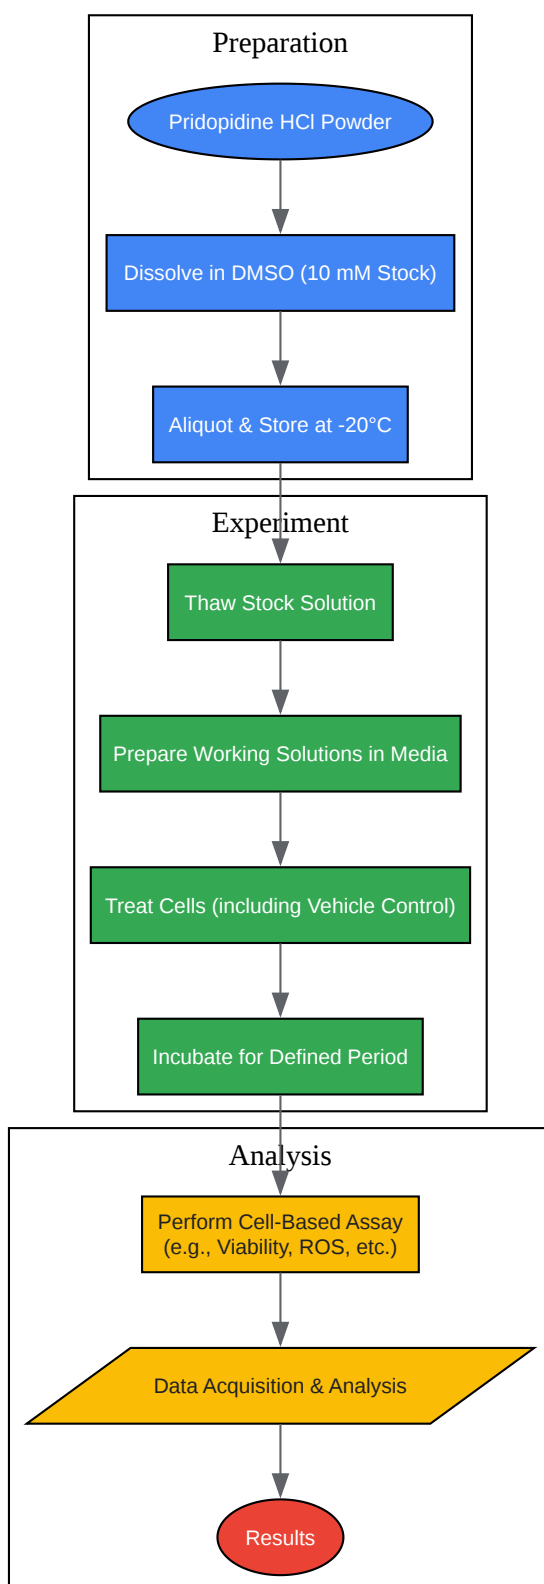 Preparation
Pridopidine HCl Powder
Dissolve in DMSO (10 mM Stock)
Aliquot & Store at -20°C
Experiment
Thaw Stock Solution
Prepare Working Solutions in Media
Treat Cells (including Vehicle Control)
Incubate for Defined Period
Analysis
Perform Cell-Based Assay
(e.g., Viability, ROS, etc.)
Data Acquisition & Analysis
Results